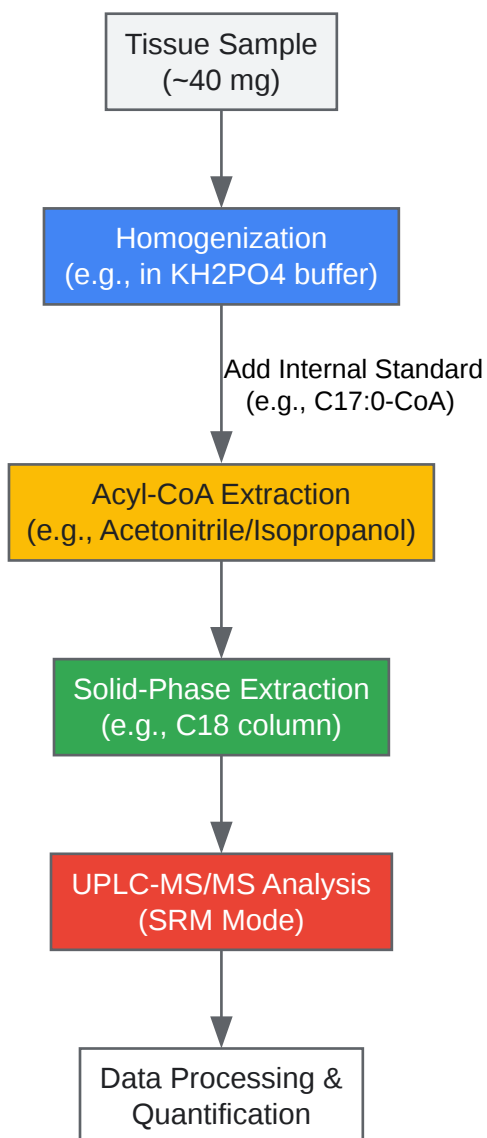 Tissue Sample
(~40 mg)
Homogenization
(e.g., in KH2PO4 buffer)
Add Internal Standard
(e.g., C17:0-CoA)
Acyl-CoA Extraction
(e.g., Acetonitrile/Isopropanol)
Solid-Phase Extraction
(e.g., C18 column)
UPLC-MS/MS Analysis
(SRM Mode)
Data Processing &
Quantification